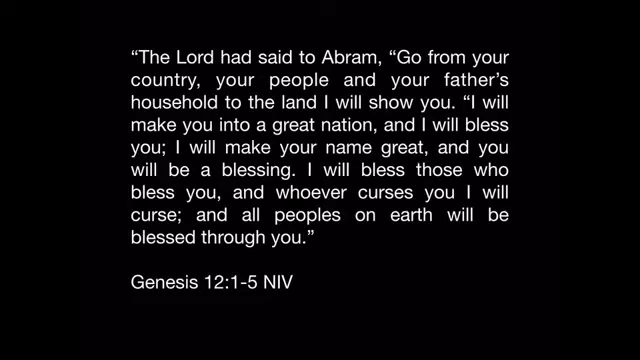 “The Lord had said to Abram, “Go from your
country, your people and your father’s
household to the land I will show you. “I will
make you into a great nation, and I will bless
you; I will make your name great, and you
will be a blessing. I will bless those who
bless you, and whoever curses you I will
curse; and all peoples on earth will be
blessed through you.”
Genesis 12:1-5 NIV